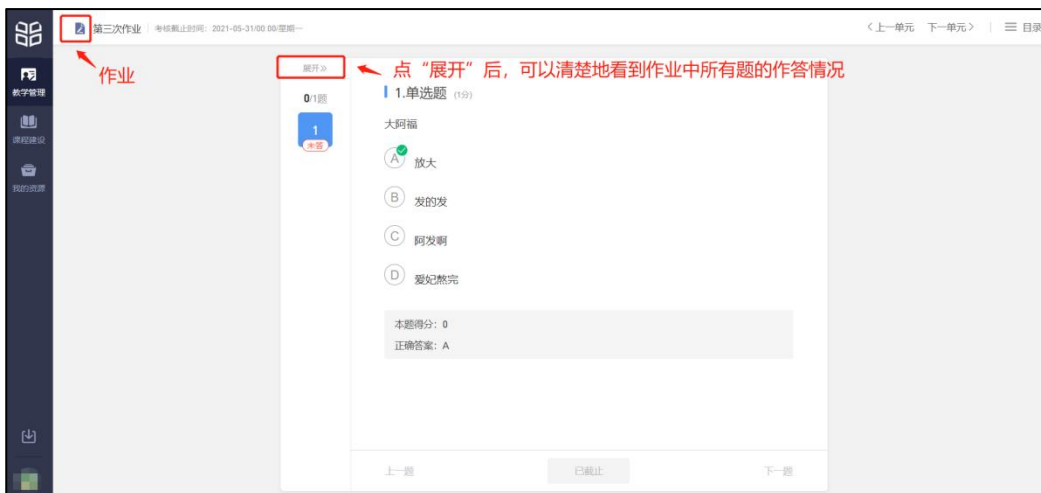 第三次作业 考核截止时间：2021-05-31/00:00/星期一
〈上一单元 下一单元〉 目录
作业
展开
点“展开”后，可以清楚地看到作业中所有题的作答情况
教学管理
课程建设
我的资源
0/1题
1
未答
1.单选题 (1分)
大阿福
A 放大
B 发的发
C 阿发啊
D 爱妃熬完
本题得分：0
正确答案：A
上一题 已截止 下一题